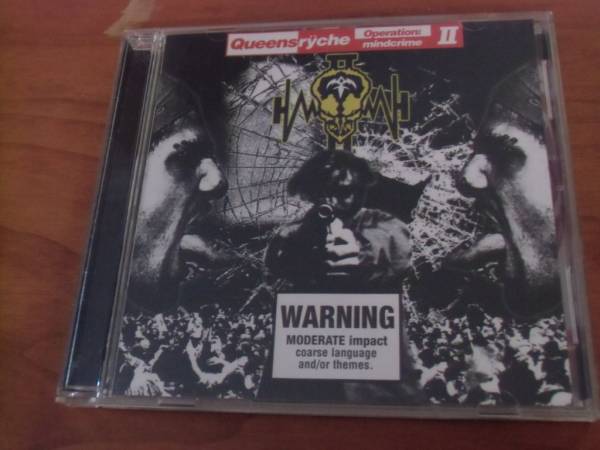 Queensrÿche Operation: mindcrime II
WARNING
MODERATE impact
coarse language
and/or themes.